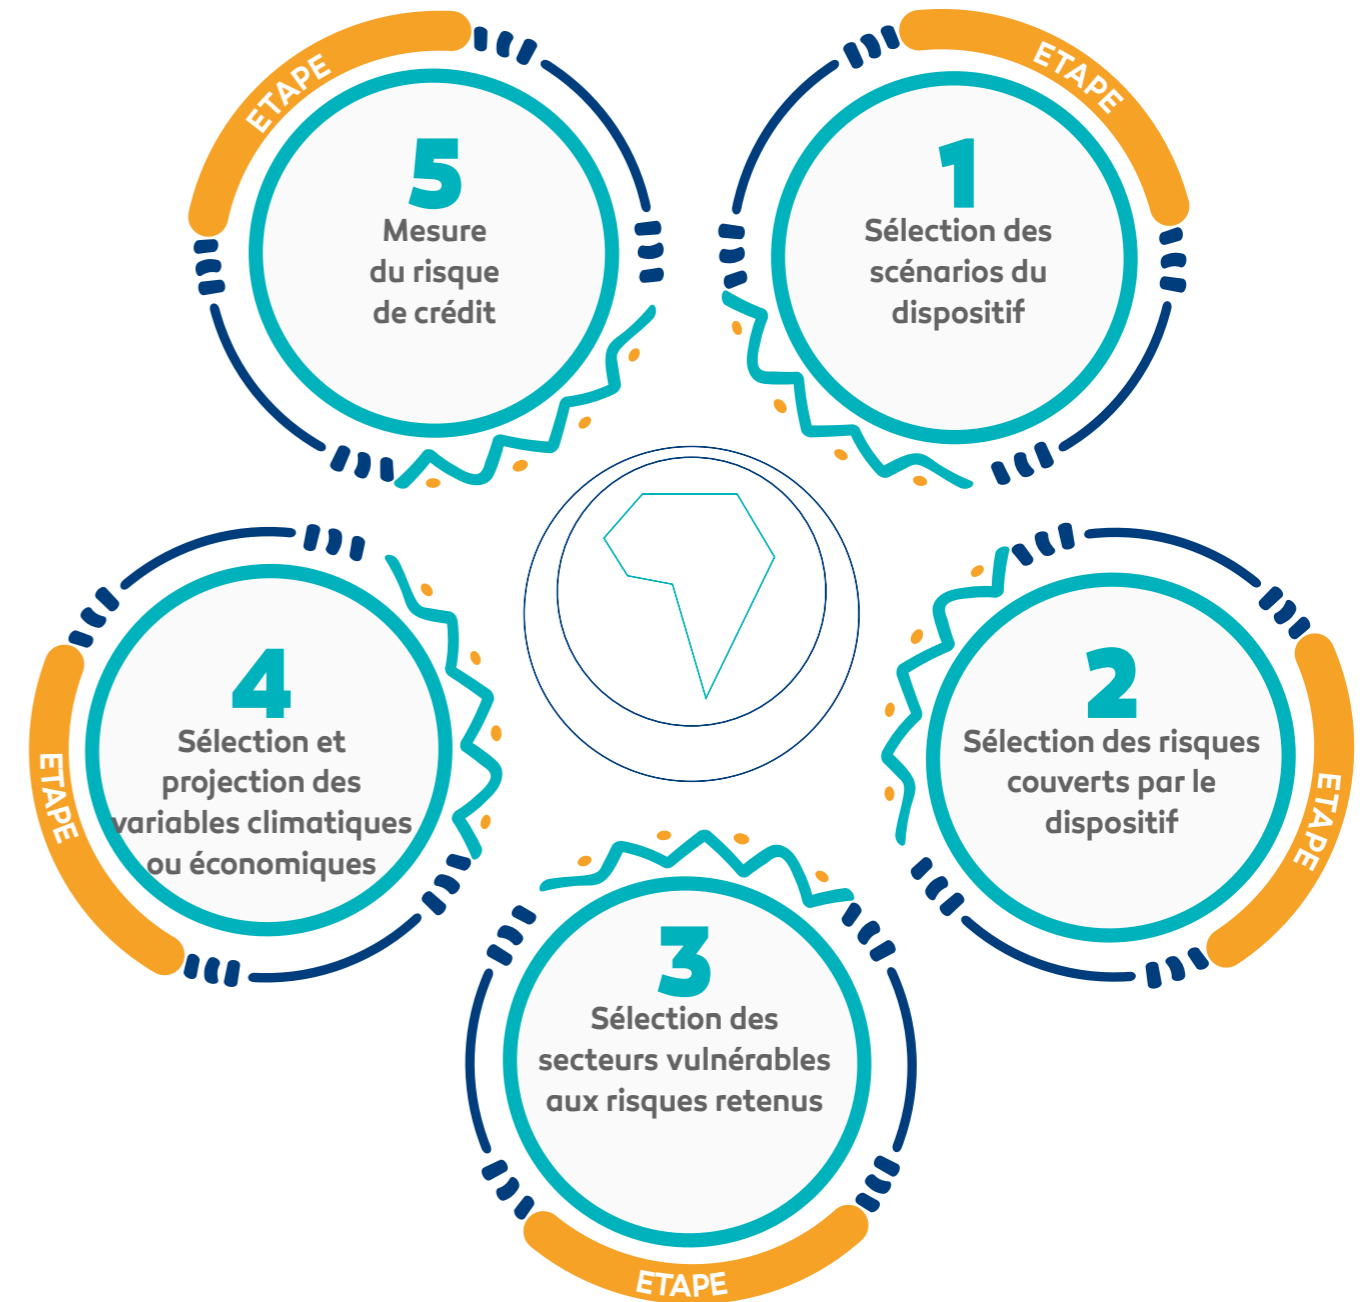 ETAPE
1
Sélection des
scénarios du
dispositif
ETAPE
2
Sélection des risques
couverts par le
dispositif
ETAPE
3
Sélection des
secteurs vulnérables
aux risques retenus
ETAPE
4
Sélection et
projection des
variables climatiques
ou économiques
ETAPE
5
Mesure
du risque
de crédit